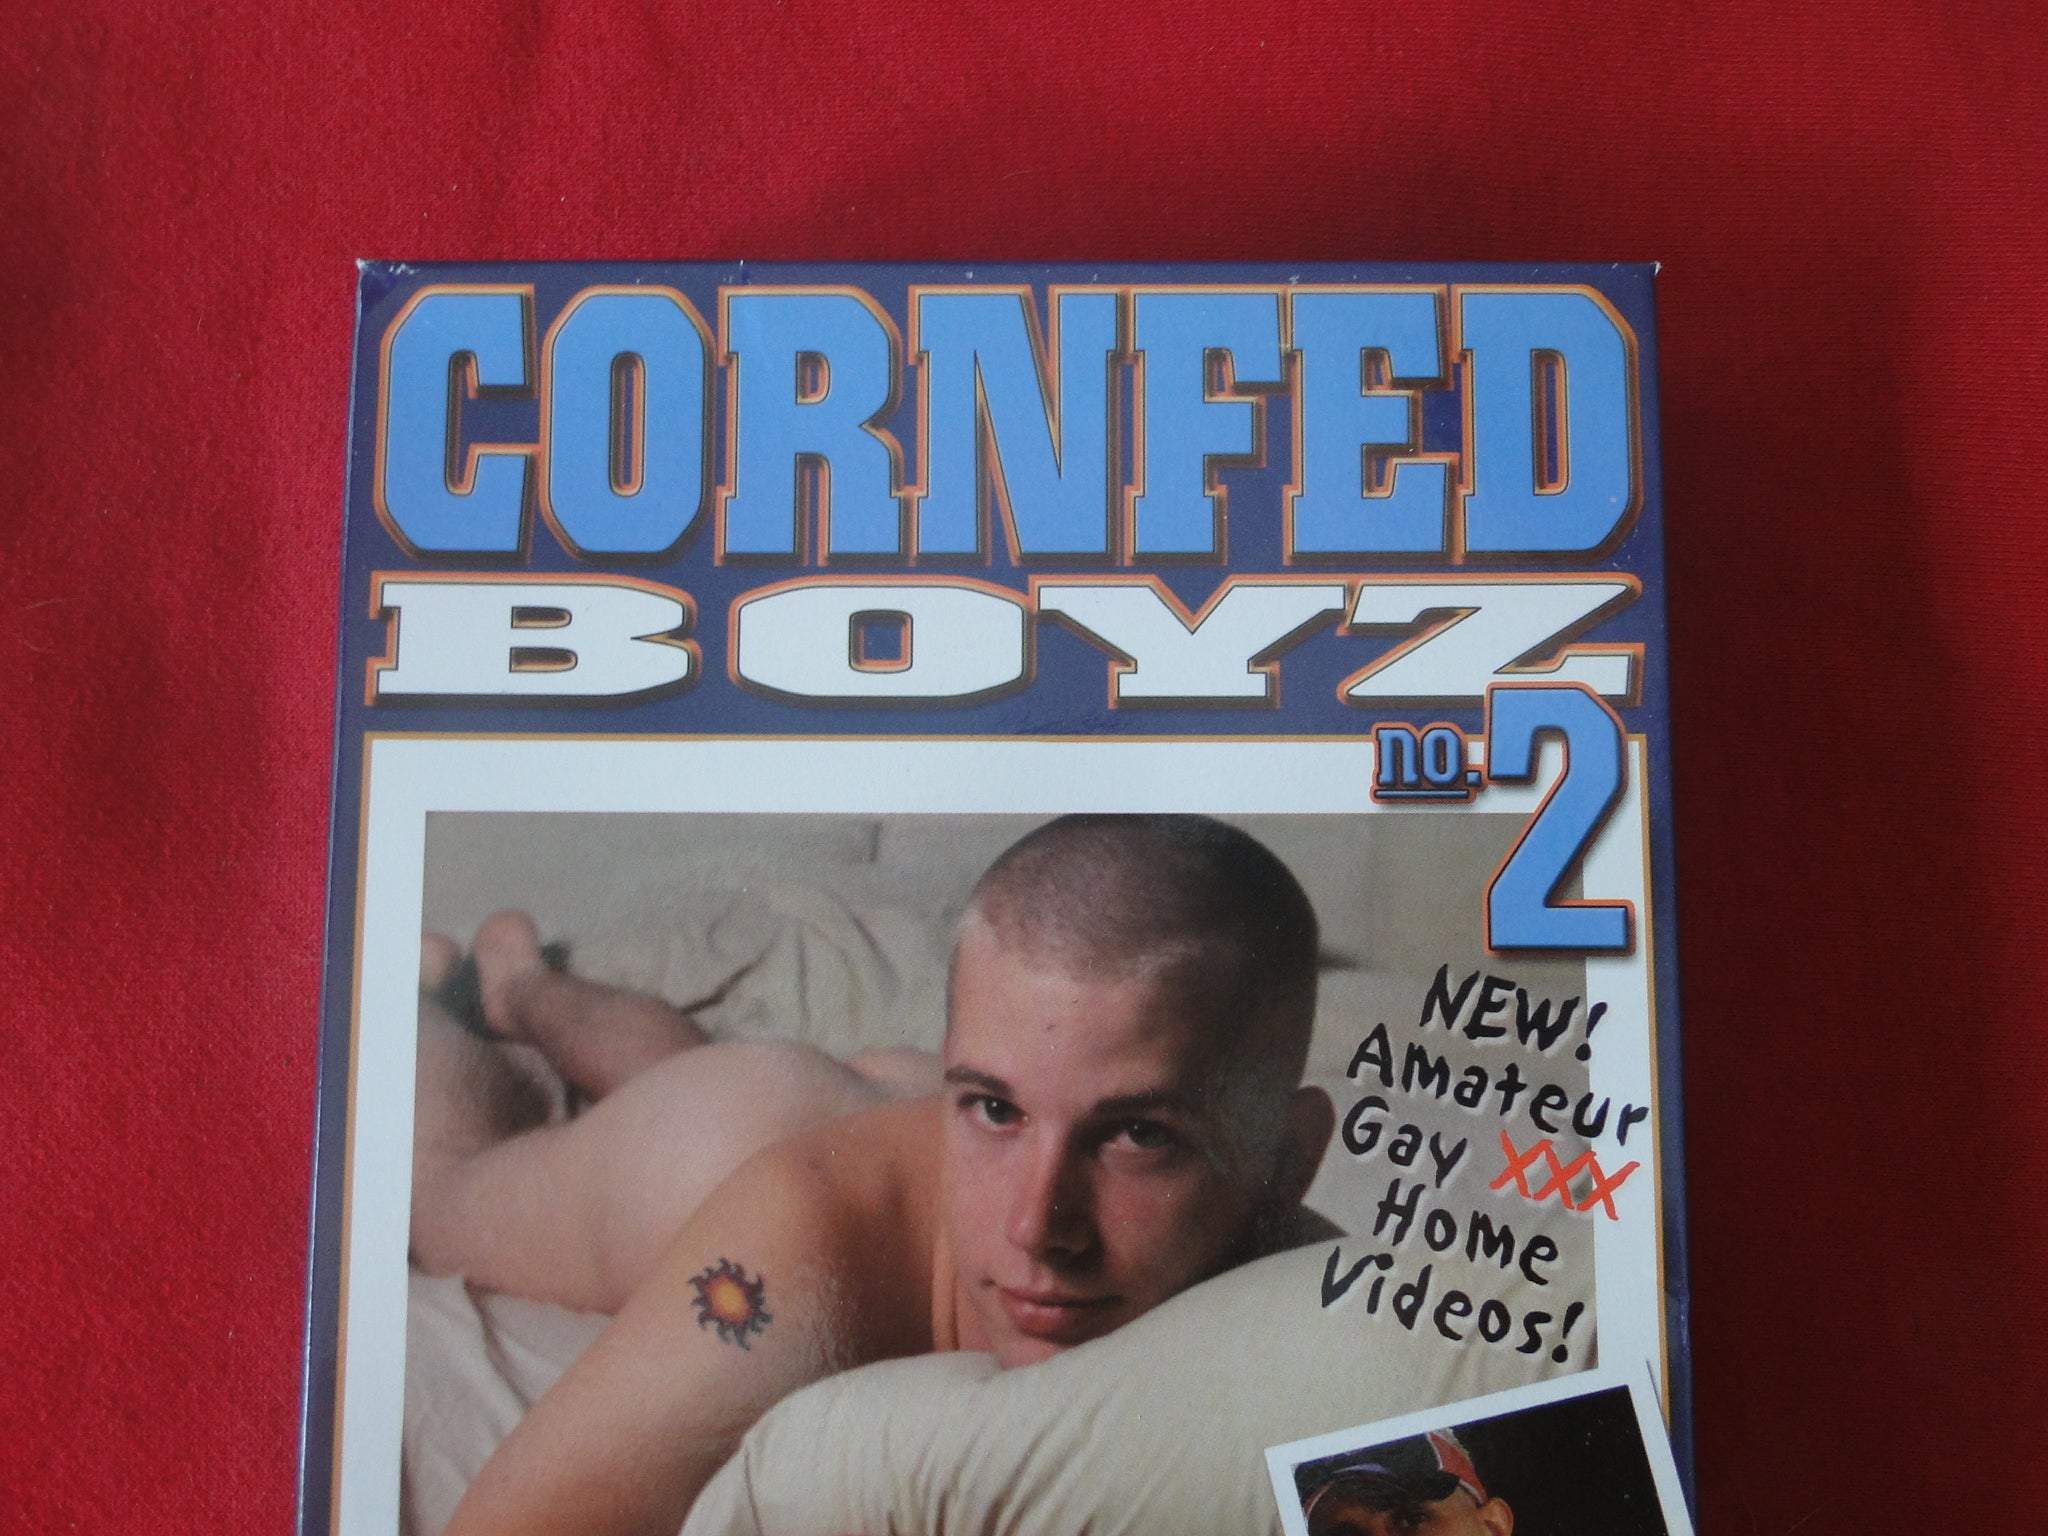 CORNFED
BOYZ
no. 2
NEW!
Amateur
Gay XXX
Home
Videos!